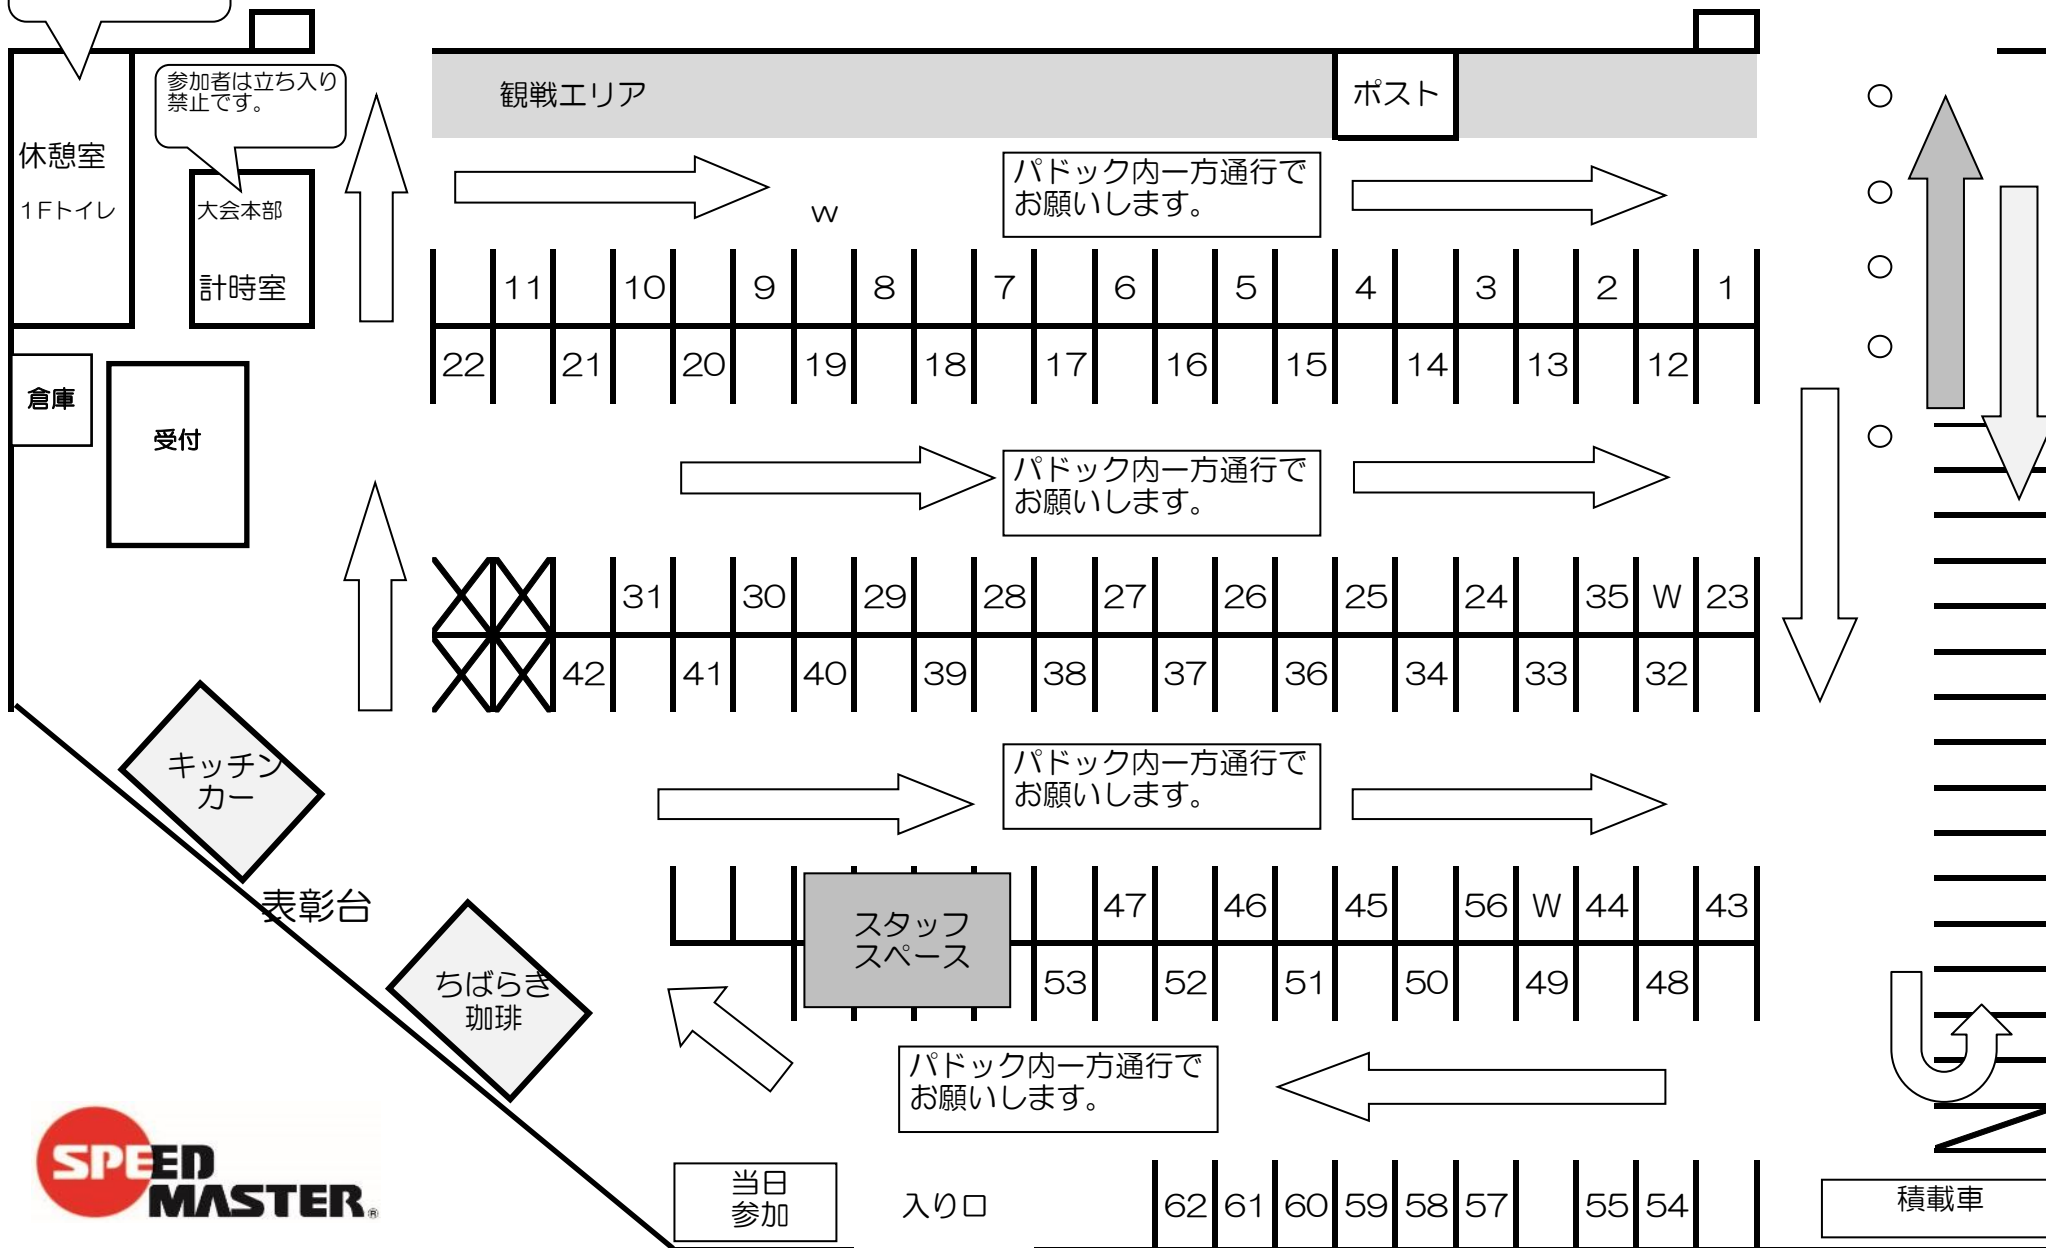 参加者は立ち入り
禁止です。
観戦エリア
ポスト
休憩室
1Fトイレ
大会本部
計時室
パドック内一方通行で
お願いします。
w
11 10 9 8 7 6 5 4 3 2 1
22 21 20 19 18 17 16 15 14 13 12
倉庫
受付
パドック内一方通行で
お願いします。
31 30 29 28 27 26 25 24 35 W 23
42 41 40 39 38 37 36 34 33 32
キッチン
カー
パドック内一方通行で
お願いします。
表彰台
スタッフ
スペース
47 46 45 56 W 44 43
53 52 51 50 49 48
ちばらき
珈琲
パドック内一方通行で
お願いします。
SPEED
MASTER®
当日
参加
入り口
62 61 60 59 58 57 55 54
積載車